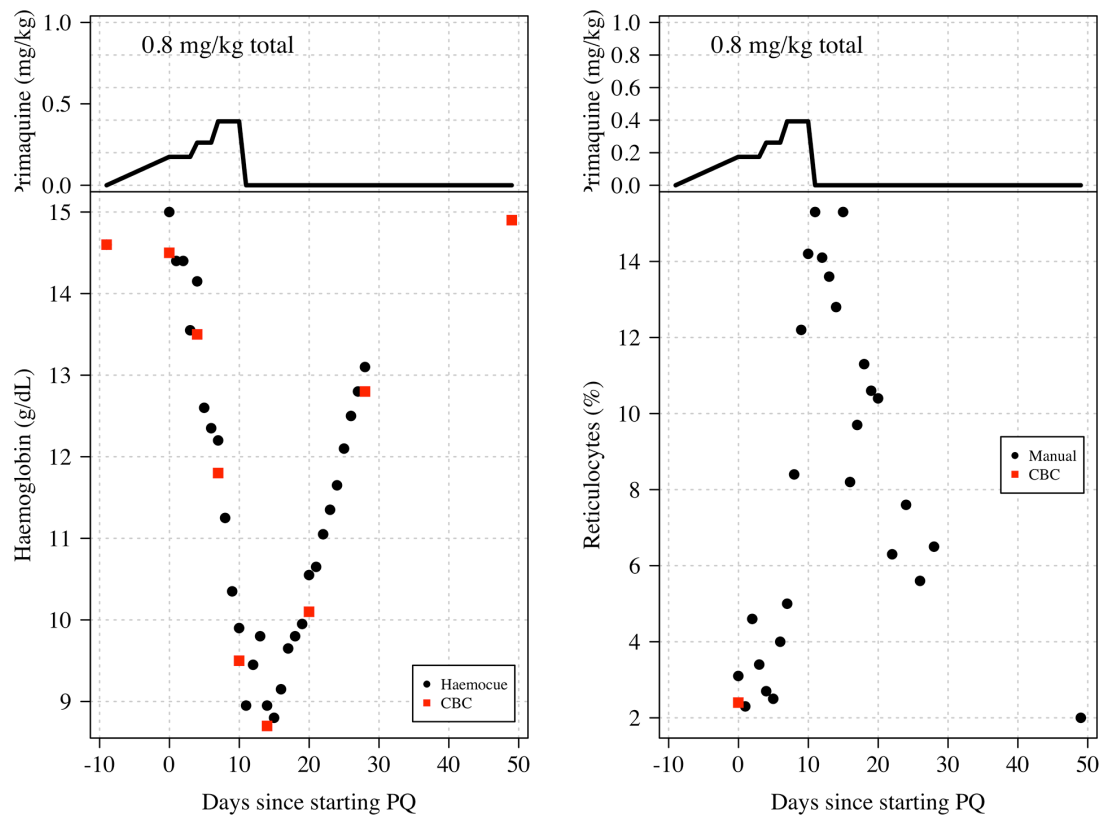 0.8 mg/kg total
Primaquine (mg/kg)
1.0
0.5
0.0
15
14
13
12
11
10
9
Haemoglobin (g/dL)
Haemocue
CBC
-10 0 10 20 30 40 50
Days since starting PQ
0.8 mg/kg total
Primaquine (mg/kg)
1.0
0.8
0.6
0.4
0.2
0.0
14
12
10
8
6
4
2
Reticulocytes (%)
Manual
CBC
-10 0 10 20 30 40 50
Days since starting PQ